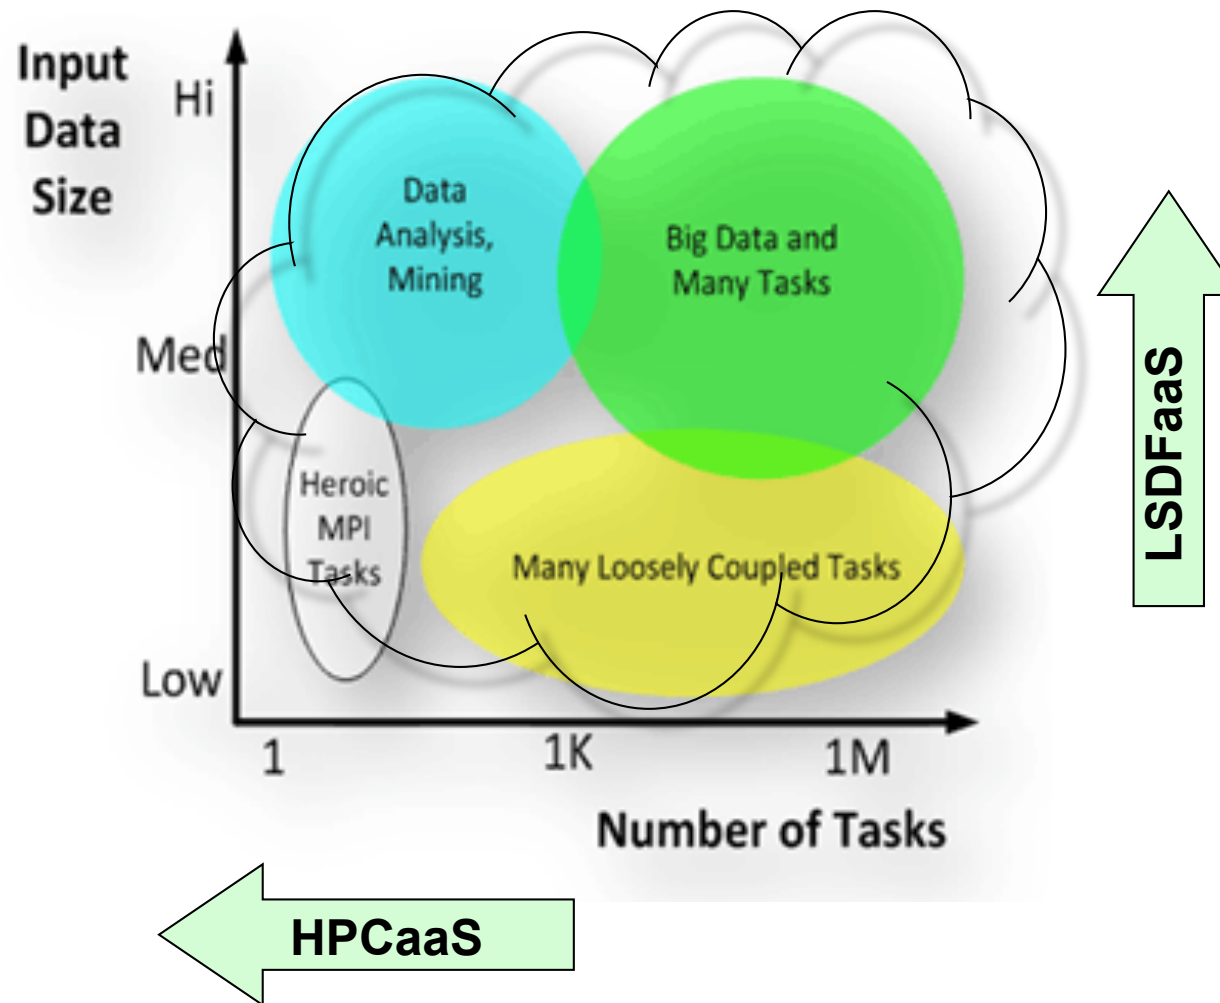 Input
Data
Size
Hi
Med
Low
Data
Analysis,
Mining
Big Data and
Many Tasks
Heroic
MPI
Tasks
Many Loosely Coupled Tasks
1
1K
1M
Number of Tasks
LSDFaaS
HPCaaS